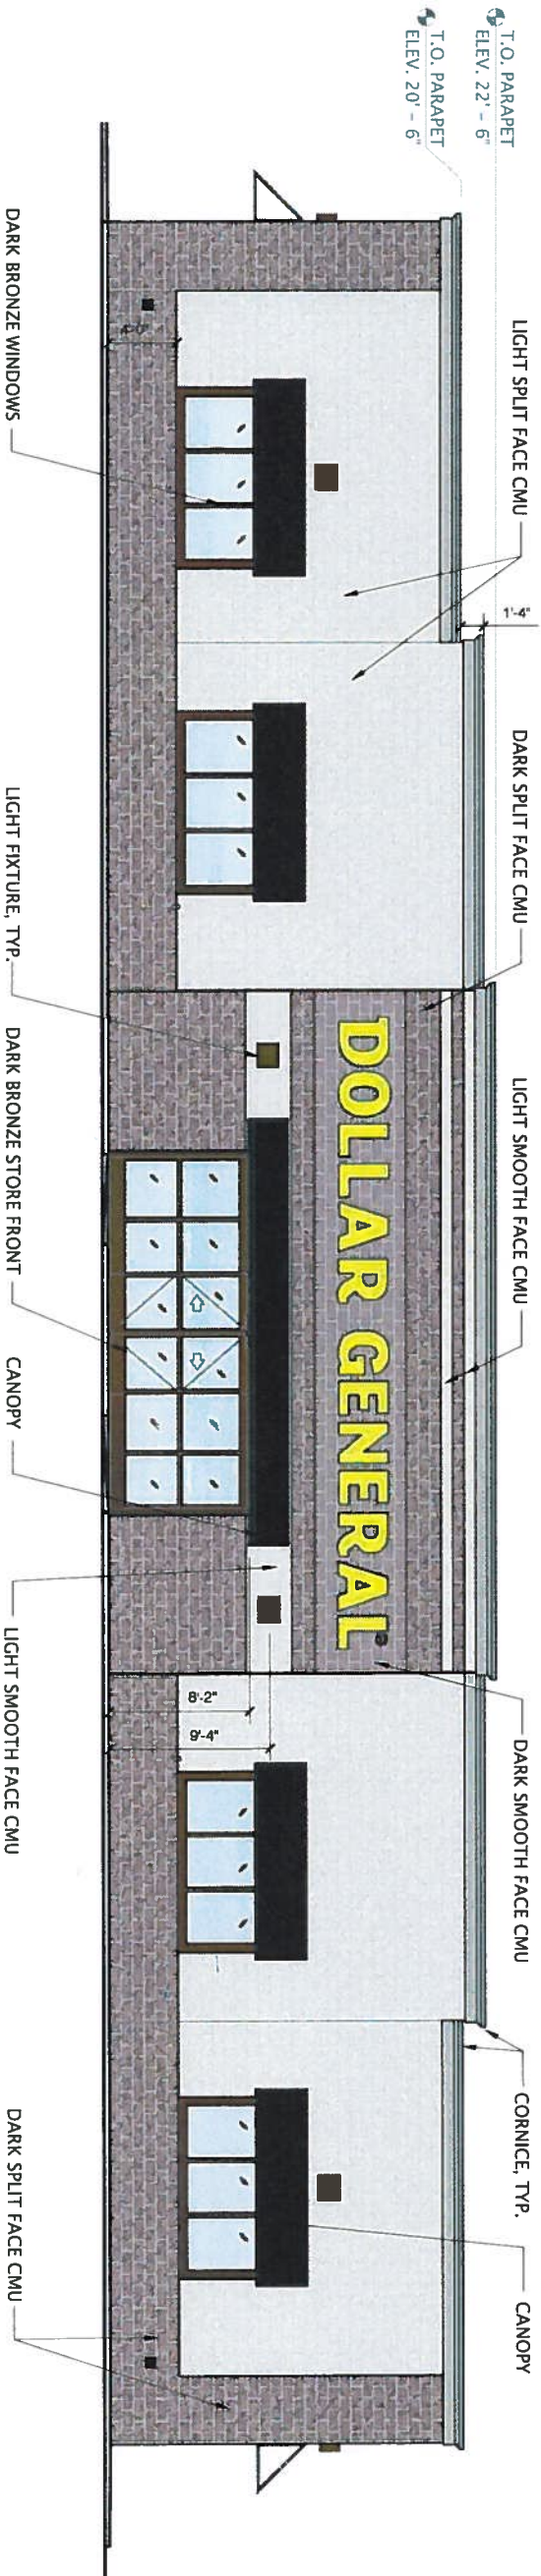 T.O. PARAPET
ELEV. 22' - 6"
T.O. PARAPET
ELEV. 20' - 6"
LIGHT SPLIT FACE CMU
1'-4"
DARK SPLIT FACE CMU
LIGHT SMOOTH FACE CMU
DARK SMOOTH FACE CMU
CORNICE, TYP.
CANOPY
DOLLAR GENERAL®
4'-0"
8'-2"
9'-4"
DARK BRONZE WINDOWS
LIGHT FIXTURE, TYP.
DARK BRONZE STORE FRONT
CANOPY
LIGHT SMOOTH FACE CMU
DARK SPLIT FACE CMU